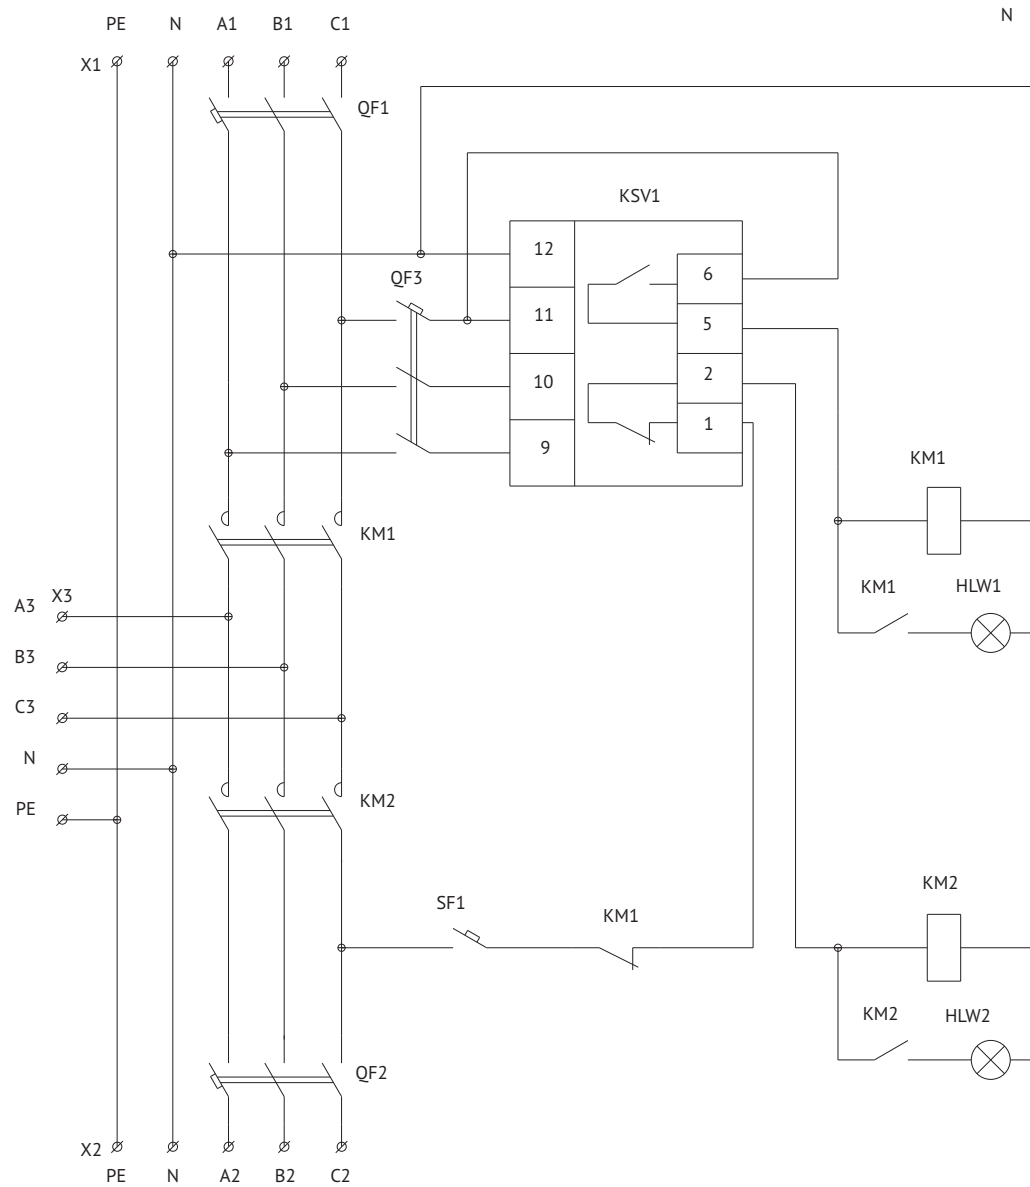 PE N A1 B1 C1 N
X1
QF1
KSV1
12
QF3 6
11 5
10 2
9 1
KM1
KM1
KM1 HLW1
X3
A3
B3
C3
N
PE
KM2
KM2
SF1 KM1
KM2 HLW2
QF2
X2
PE N A2 B2 C2